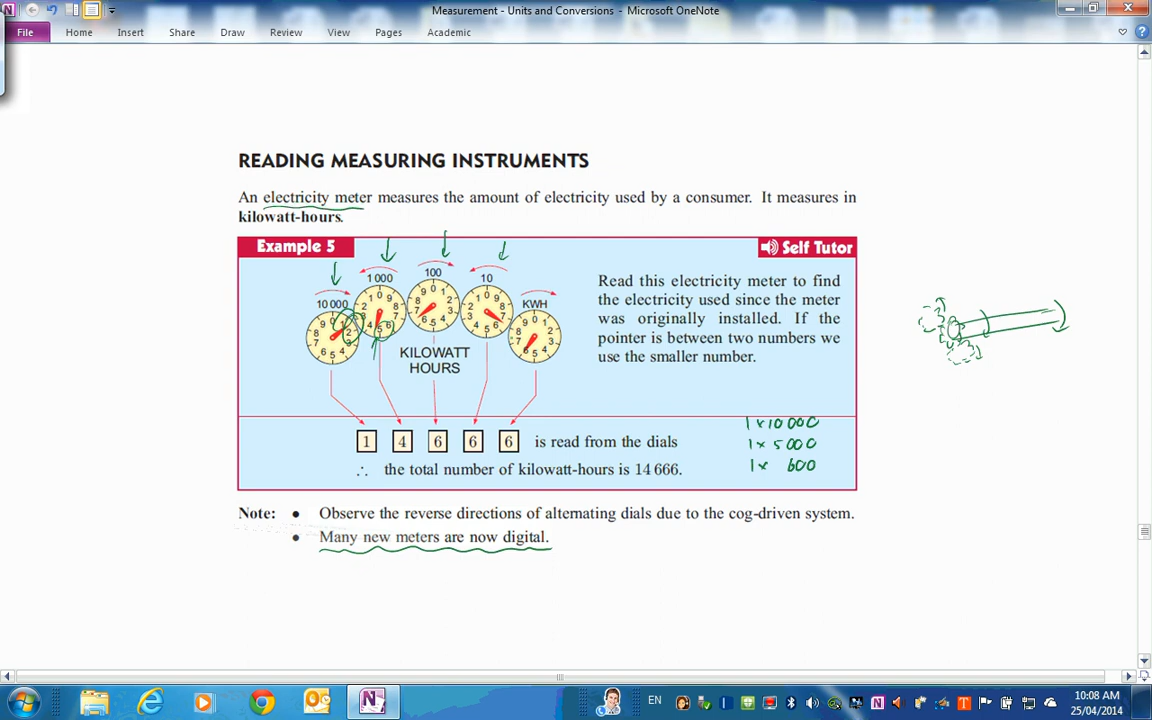 Measurement - Units and Conversions - Microsoft OneNote
File Home Insert Share Draw Review View Pages Academic
READING MEASURING INSTRUMENTS
An electricity meter measures the amount of electricity used by a consumer. It measures in
kilowatt-hours.
Example 5
Self Tutor
10 000 1 000 100 10 KWH
KILOWATT
HOURS
Read this electricity meter to find
the electricity used since the meter
was originally installed. If the
pointer is between two numbers we
use the smaller number.
1 4 6 6 6 is read from the dials
∴ the total number of kilowatt-hours is 14 666.
1 x 10 000
1 x 5 000
1 x 600
Note: • Observe the reverse directions of alternating dials due to the cog-driven system.
• Many new meters are now digital.
EN
10:08 AM
25/04/2014